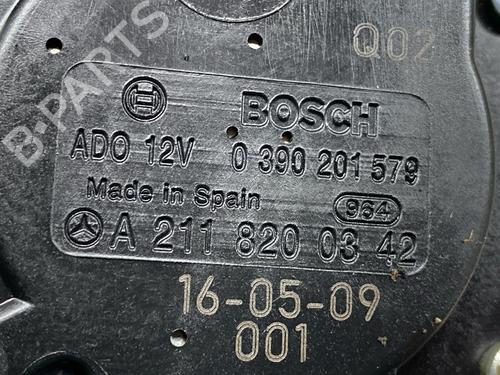 Q02
BOSCH
ADO 12V 0 390 201 579
Made in Spain 964
A 211 820 03 42
16-05-09
001
B-PARTS